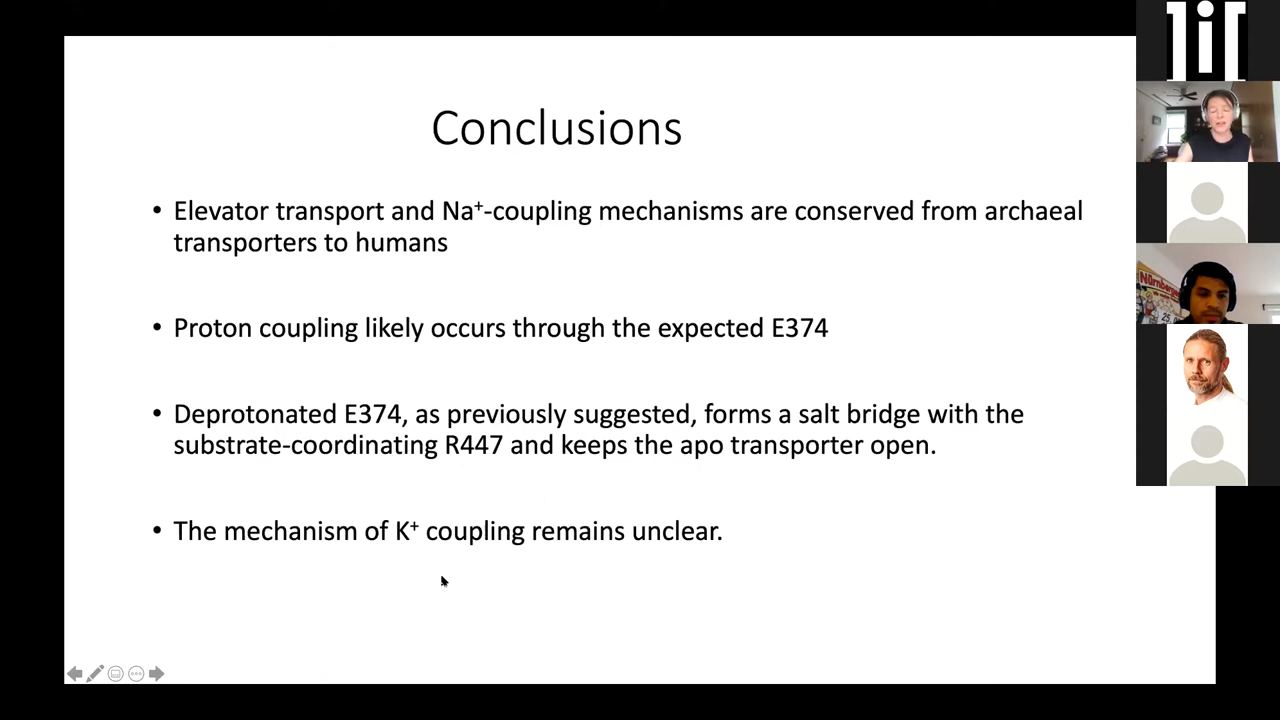 Conclusions
• Elevator transport and Na⁺-coupling mechanisms are conserved from archaeal
transporters to humans
• Proton coupling likely occurs through the expected E374
• Deprotonated E374, as previously suggested, forms a salt bridge with the
substrate-coordinating R447 and keeps the apo transporter open.
• The mechanism of K⁺ coupling remains unclear.